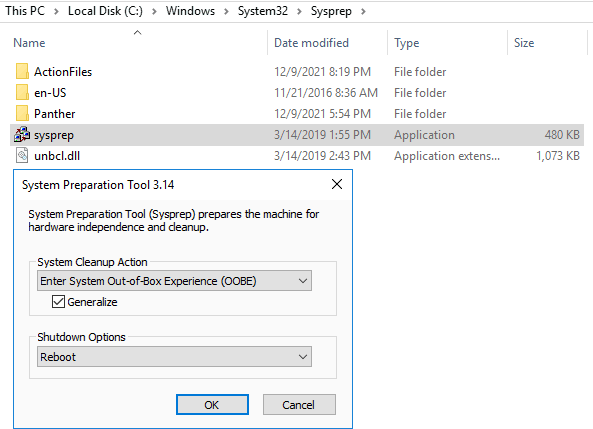 This PC > Local Disk (C:) > Windows > System32 > Sysprep >
Name Date modified Type Size
ActionFiles 12/9/2021 8:19 PM File folder
en-US 11/21/2016 8:36 AM File folder
Panther 12/9/2021 5:54 PM File folder
sysprep 3/14/2019 1:55 PM Application 480 KB
unbcl.dll 3/14/2019 2:43 PM Application extens... 1,073 KB
System Preparation Tool 3.14
System Preparation Tool (Sysprep) prepares the machine for
hardware independence and cleanup.
System Cleanup Action
Enter System Out-of-Box Experience (OOBE)
Generalize
Shutdown Options
Reboot
OK Cancel